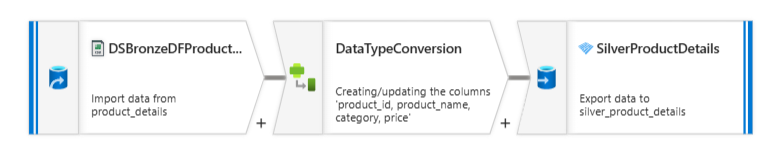 DSBronzeDFProduct...
Import data from
product_details
+
DataTypeConversion
Creating/updating the columns
'product_id, product_name,
category, price'
+
SilverProductDetails
Export data to
silver_product_details